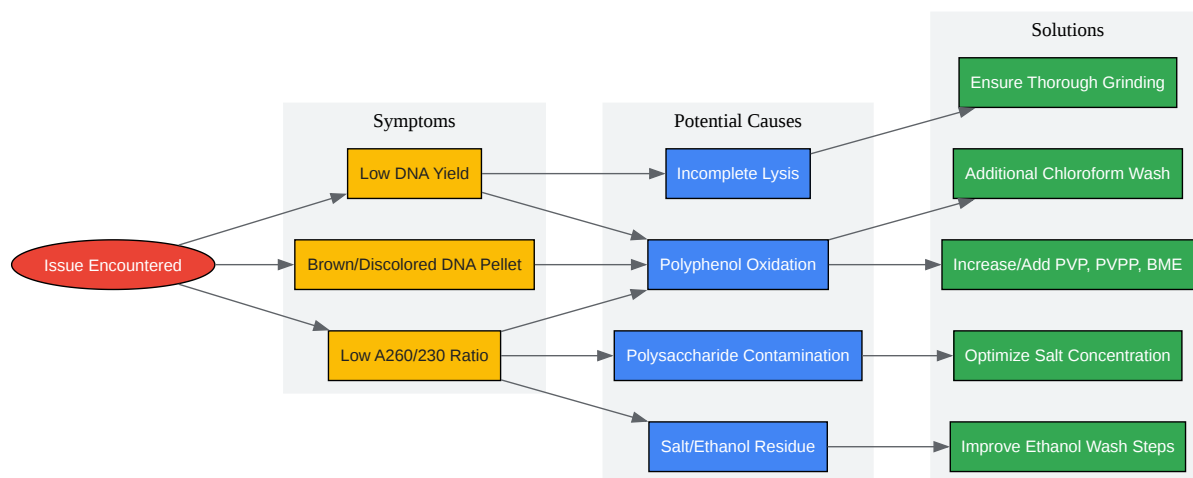 Issue Encountered
Symptoms
Low DNA Yield
Brown/Discolored DNA Pellet
Low A260/230 Ratio
Potential Causes
Incomplete Lysis
Polyphenol Oxidation
Polysaccharide Contamination
Salt/Ethanol Residue
Solutions
Ensure Thorough Grinding
Additional Chloroform Wash
Increase/Add PVP, PVPP, BME
Optimize Salt Concentration
Improve Ethanol Wash Steps